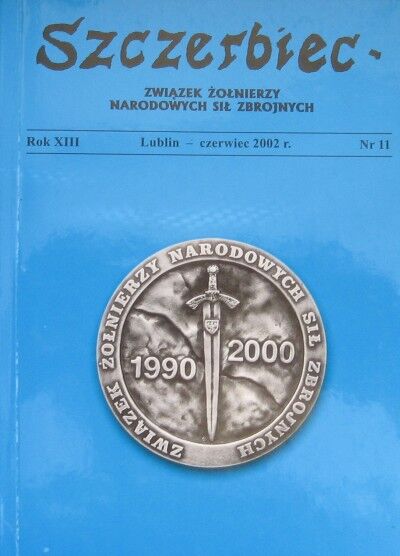 Szczerbiec
ZWIĄZEK ŻOŁNIERZY
NARODOWYCH SIŁ ZBROJNYCH
Rok XIII Lublin – czerwiec 2002 r. Nr 11
ZWIĄZEK ŻOŁNIERZY NARODOWYCH SIŁ ZBROJNYCH
1990 2000